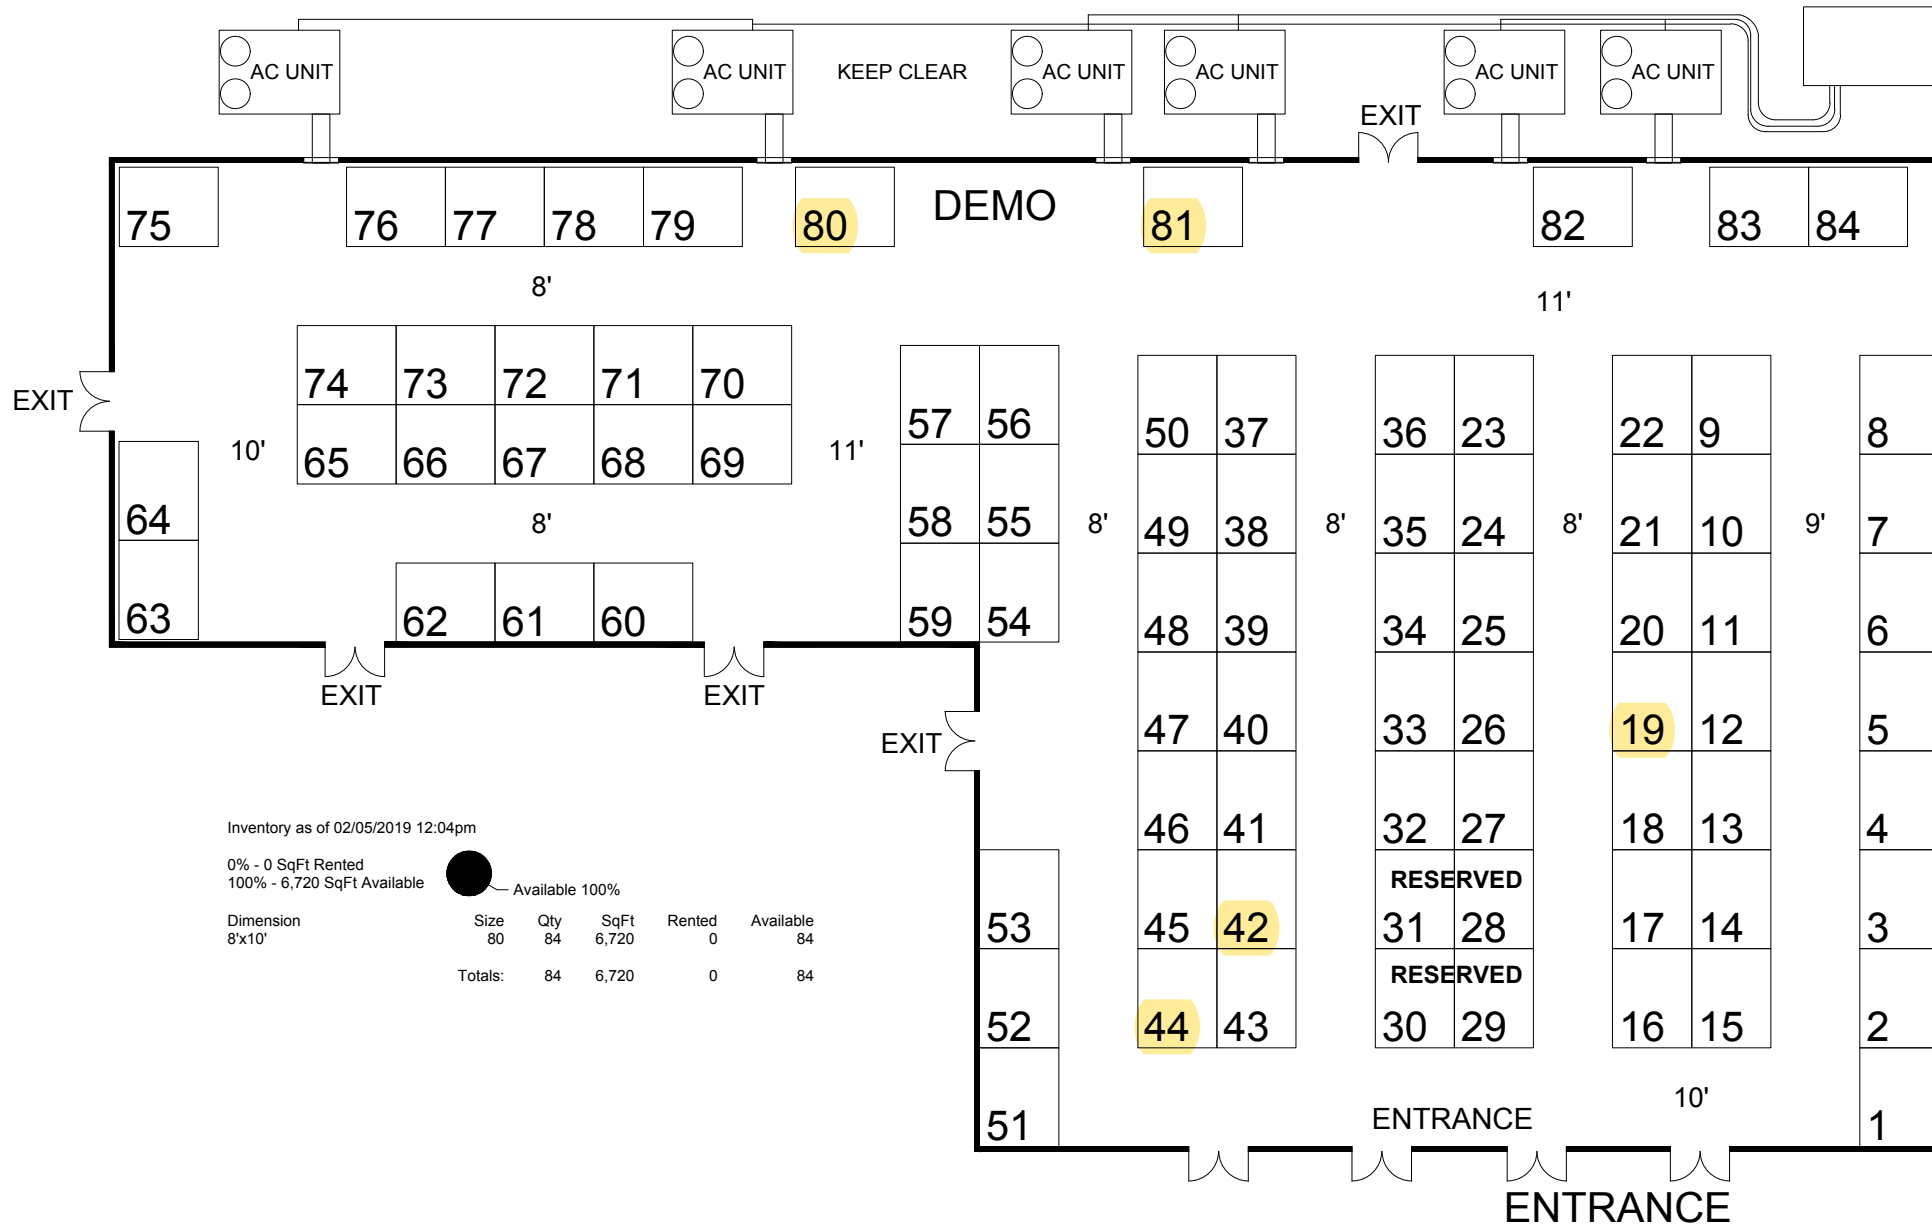 AC UNIT AC UNIT KEEP CLEAR AC UNIT AC UNIT AC UNIT AC UNIT
EXIT
75 76 77 78 79 80 DEMO 81 82 83 84
8' 11'
74 73 72 71 70
EXIT
57 56 50 37 36 23 22 9 8
10' 65 66 67 68 69 11'
64 8' 58 55 8' 49 38 8' 35 24 8' 21 10 9' 7
63 62 61 60 59 54 48 39 34 25 20 11 6
EXIT EXIT
EXIT 47 40 33 26 19 12 5
46 41 32 27 18 13 4
Inventory as of 02/05/2019 12:04pm
0% - 0 SqFt Rented
100% - 6,720 SqFt Available
Available 100%
Dimension Size Qty SqFt Rented Available
8'x10' 80 84 6,720 0 84
Totals: 84 6,720 0 84
RESERVED
53 45 42 31 28 17 14 3
RESERVED
52 44 43 30 29 16 15 2
10'
51 ENTRANCE 1
ENTRANCE